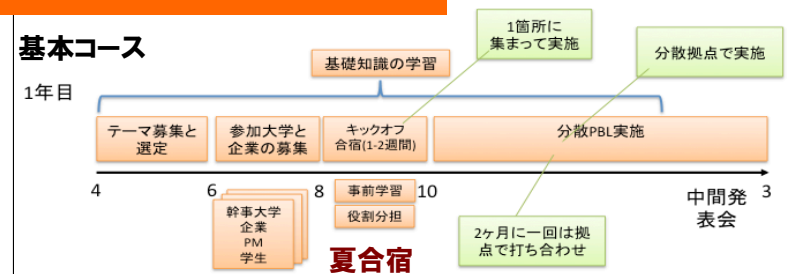 基本コース
1年目
基礎知識の学習
1箇所に
集まって実施
分散拠点で実施
テーマ募集と
選定
参加大学と
企業の募集
キックオフ
合宿(1-2週間)
分散PBL実施
4
6
8
10
中間発
表会
3
幹事大学
企業
PM
学生
事前学習
役割分担
夏合宿
2ヶ月に一回は拠
点で打ち合わせ